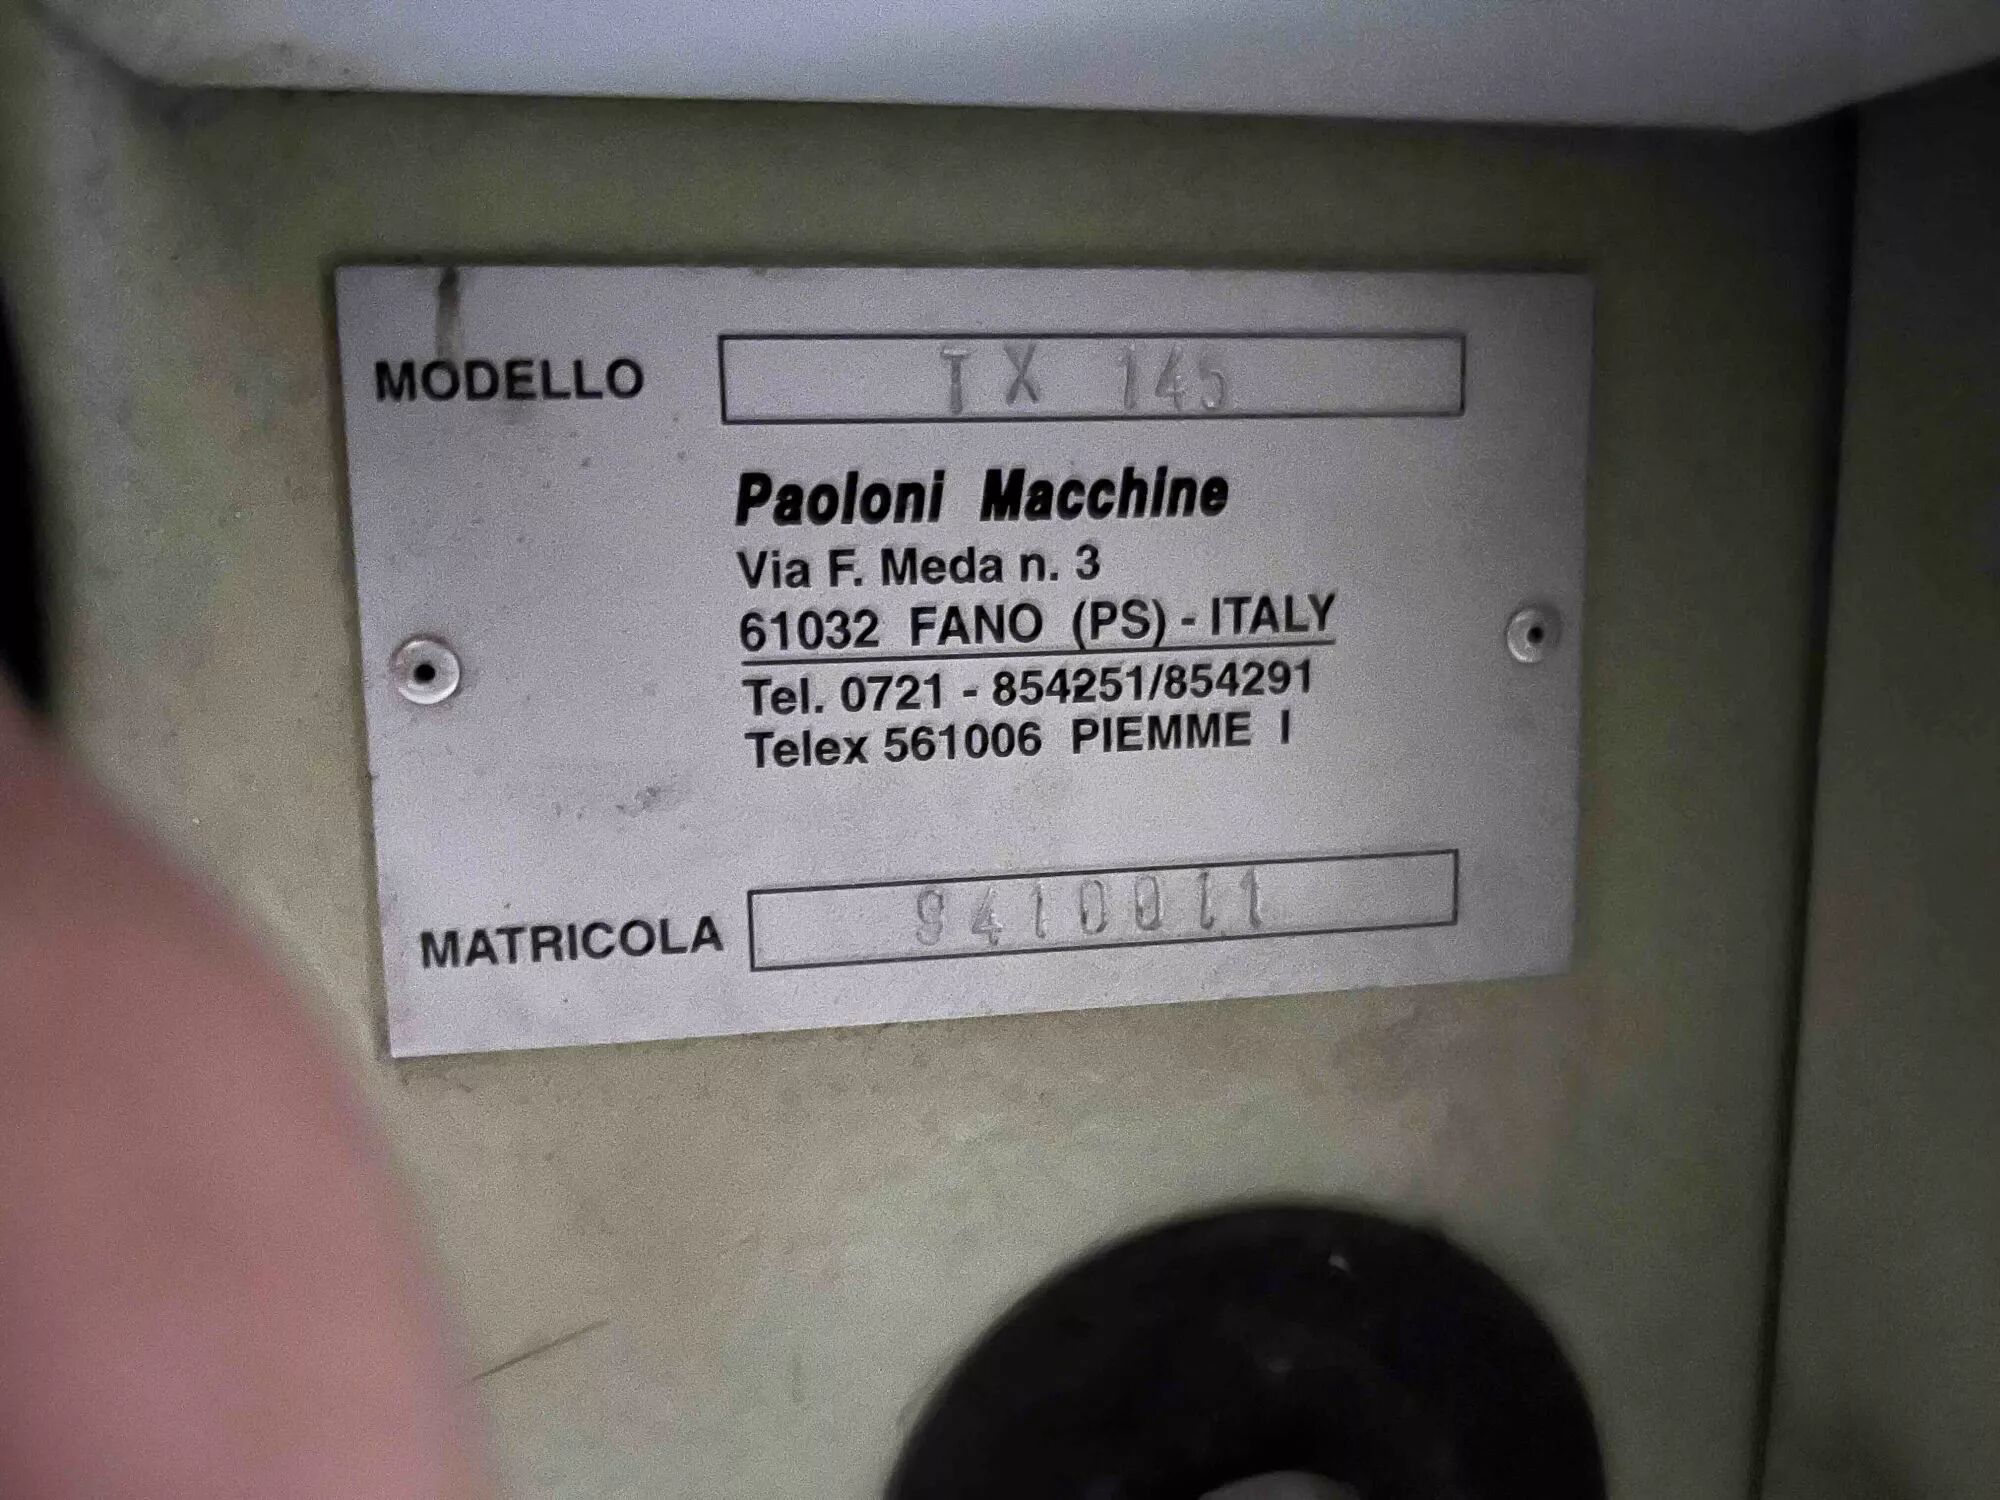 MODELLO TX 145
Paoloni Macchine
Via F. Meda n. 3
61032 FANO (PS) - ITALY
Tel. 0721 - 854251/854291
Telex 561006 PIEMME I
MATRICOLA 9410011